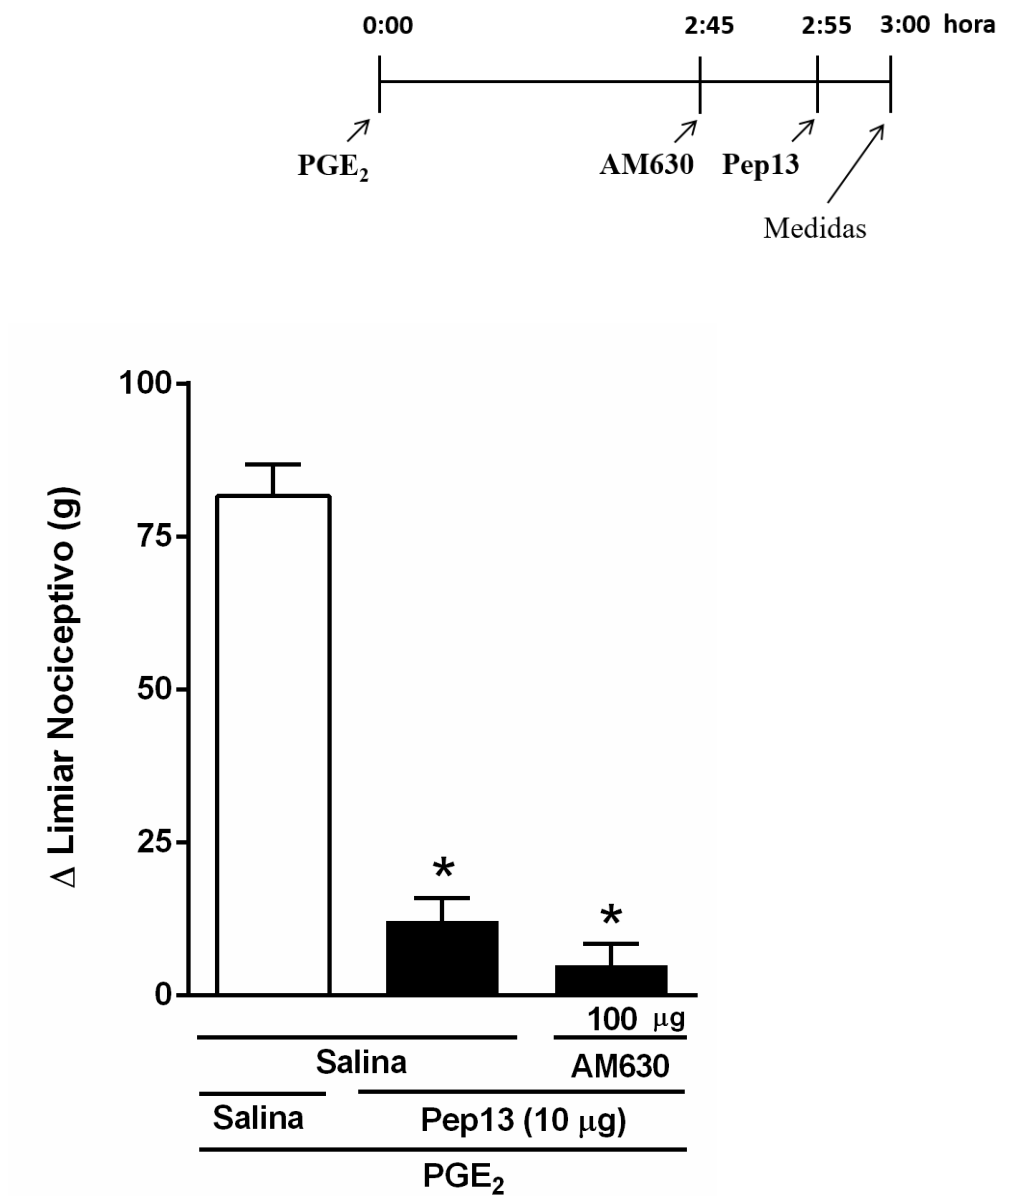 0:00 2:45 2:55 3:00 hora
PGE₂ AM630 Pep13
Medidas
100
75
50
25
0
Δ Limiar Nociceptivo (g)
*
*
100 μg
Salina AM630
Salina Pep13 (10 μg)
PGE₂